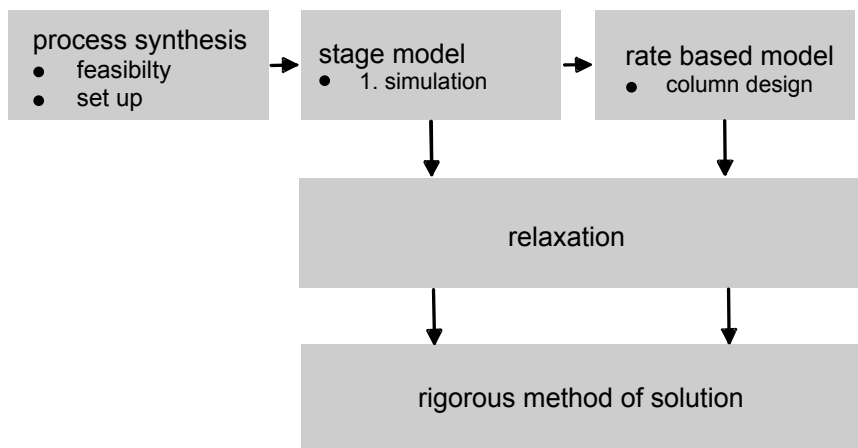 process synthesis
● feasibilty
● set up
stage model
● 1. simulation
rate based model
● column design
relaxation
rigorous method of solution